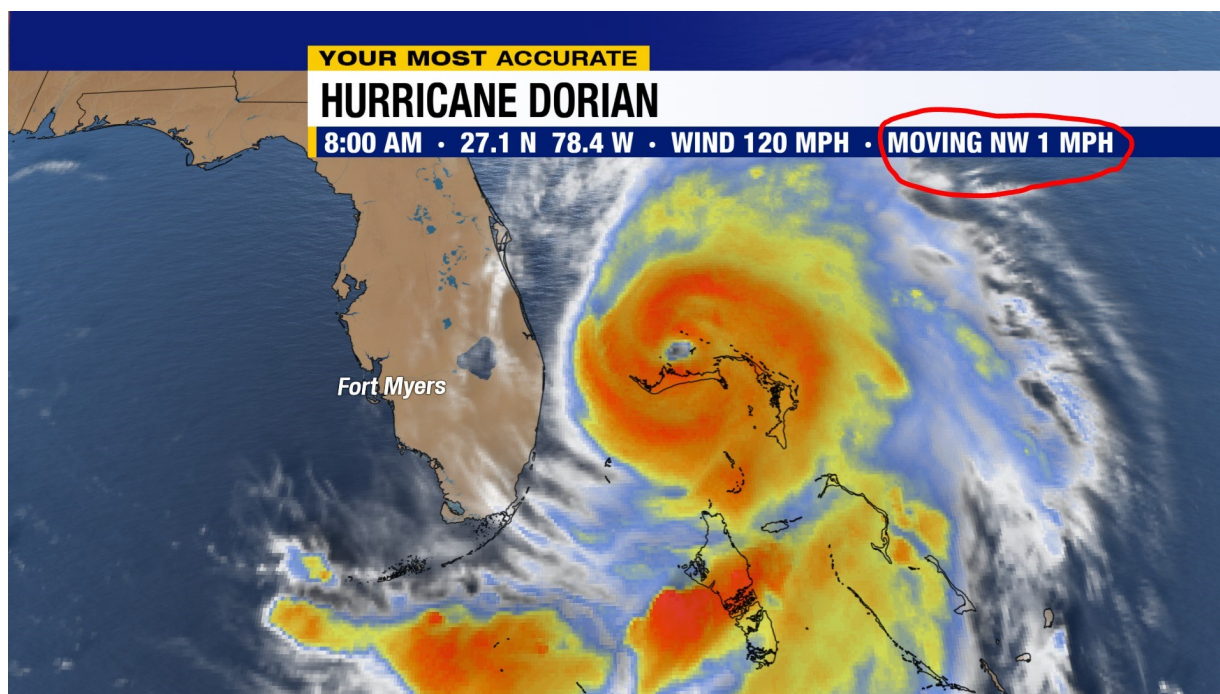 YOUR MOST ACCURATE
HURRICANE DORIAN
8:00 AM • 27.1 N 78.4 W • WIND 120 MPH • MOVING NW 1 MPH
Fort Myers